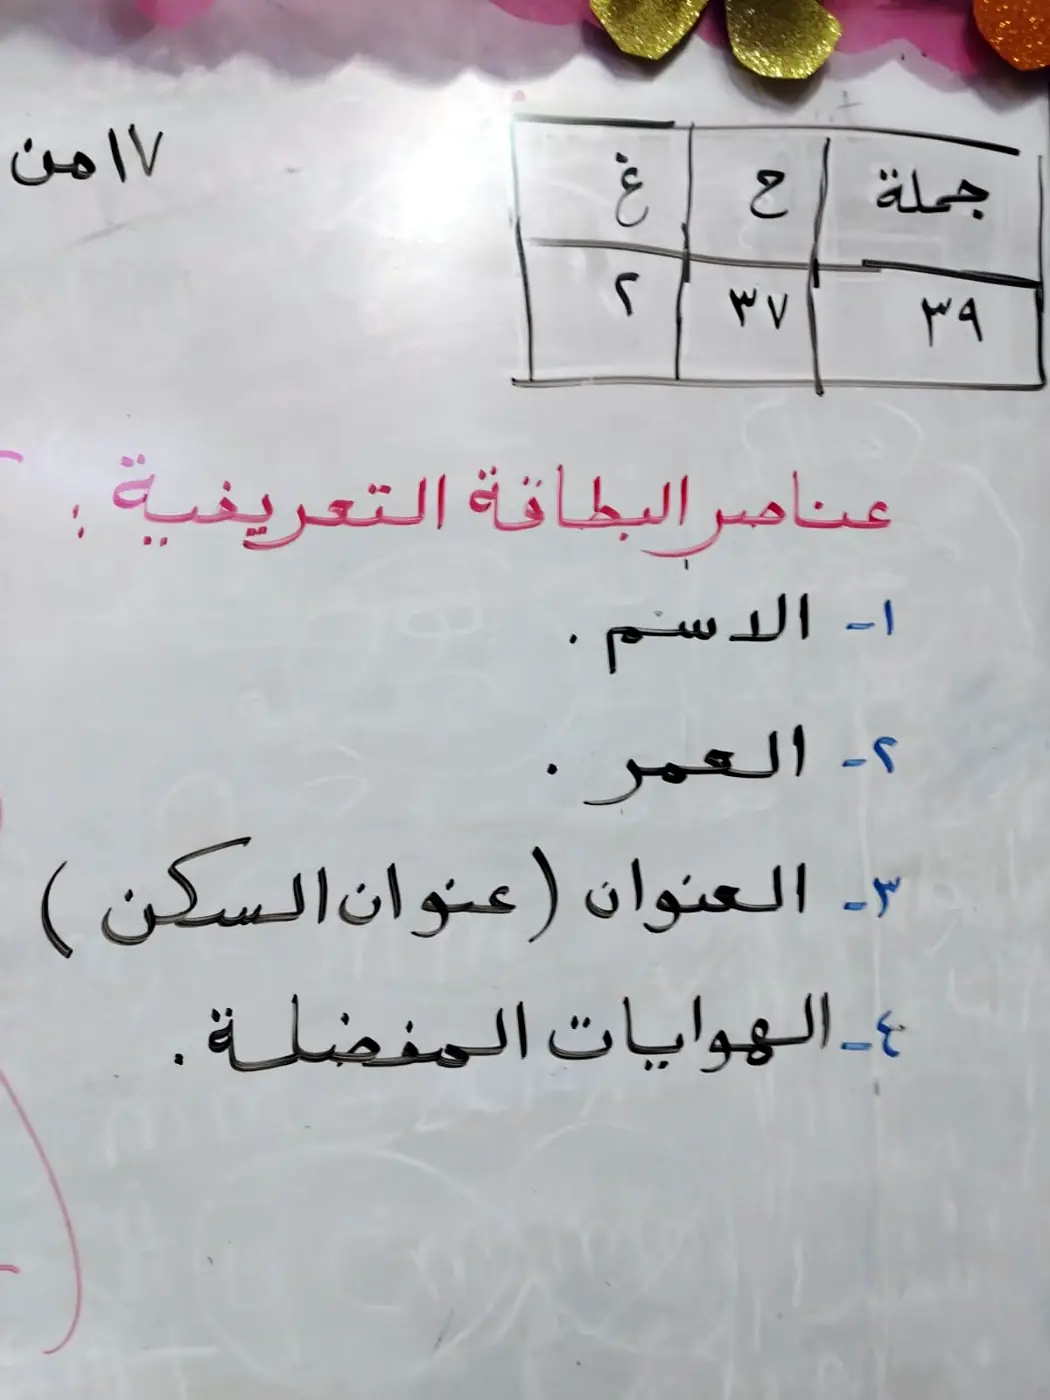 جملة ح غ
٣٩ ٣٧ ٢
١٧ من
عناصر البطاقة التعريفية :
١- الاسم .
٢- العمر .
٣- العنوان ( عنوان السكن )
٤- الهوايات المفضلة .